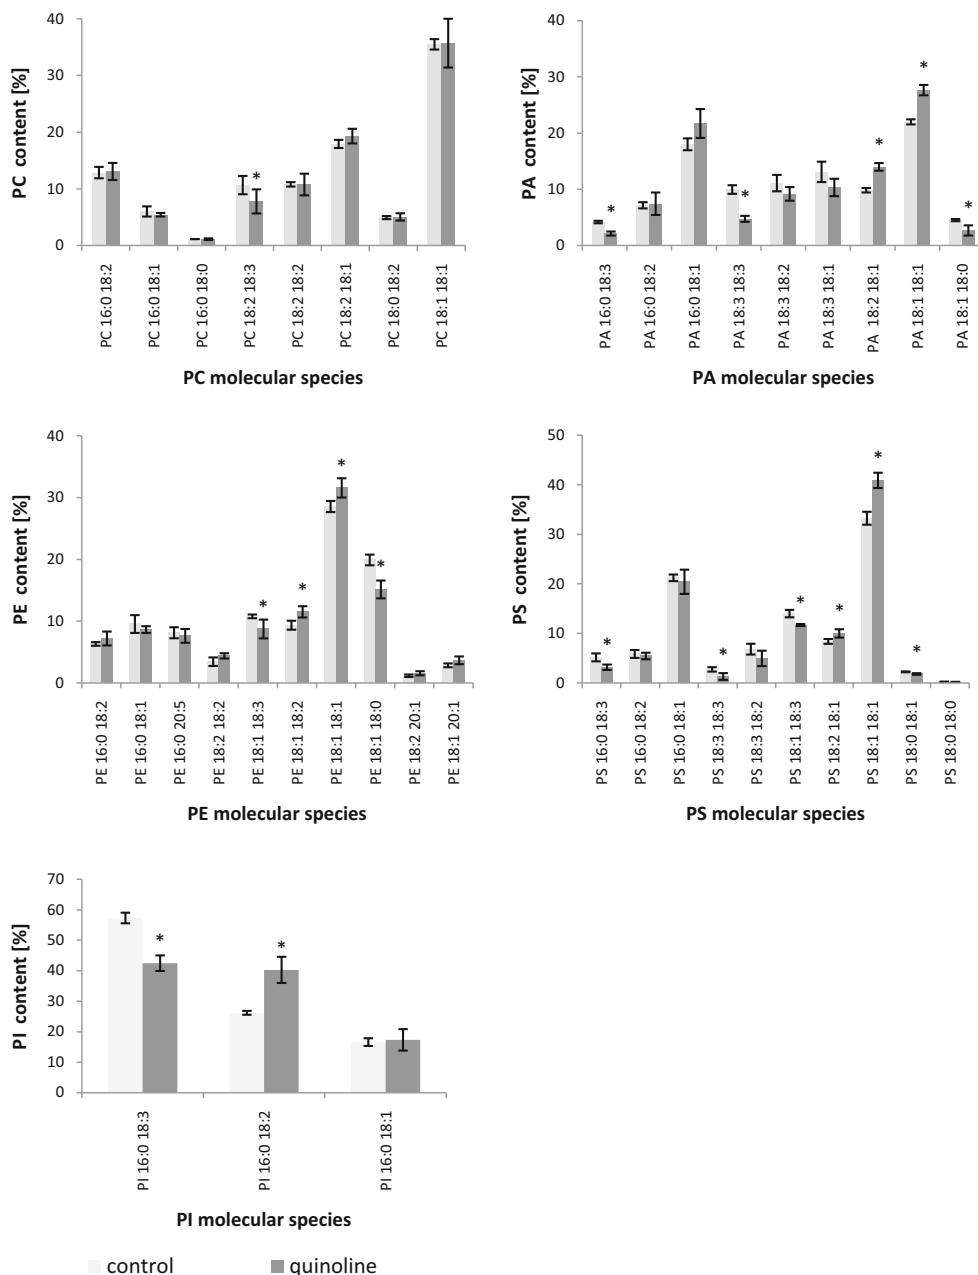 40
30
20
10
0
PC content [%]
PC 16:0 18:2
PC 16:0 18:1
PC 16:0 18:0
PC 18:2 18:3
PC 18:2 18:2
PC 18:2 18:1
PC 18:0 18:2
PC 18:1 18:1
*
PC molecular species
40
30
20
10
0
PA content [%]
* * * * *
PA 16:0 18:3
PA 16:0 18:2
PA 16:0 18:1
PA 18:3 18:3
PA 18:3 18:2
PA 18:3 18:1
PA 18:2 18:1
PA 18:1 18:1
PA 18:1 18:0
PA molecular species
40
30
20
10
0
PE content [%]
* * * *
PE 16:0 18:2
PE 16:0 18:1
PE 16:0 20:5
PE 18:2 18:2
PE 18:1 18:3
PE 18:1 18:2
PE 18:1 18:1
PE 18:1 18:0
PE 18:2 20:1
PE 18:1 20:1
PE molecular species
50
40
30
20
10
0
PS content [%]
* * * * * *
PS 16:0 18:3
PS 16:0 18:2
PS 16:0 18:1
PS 18:3 18:3
PS 18:3 18:2
PS 18:1 18:3
PS 18:2 18:1
PS 18:1 18:1
PS 18:0 18:1
PS 18:0 18:0
PS molecular species
70
60
50
40
30
20
10
0
PI content [%]
* *
PI 16:0 18:3
PI 16:0 18:2
PI 16:0 18:1
PI molecular species
control quinoline